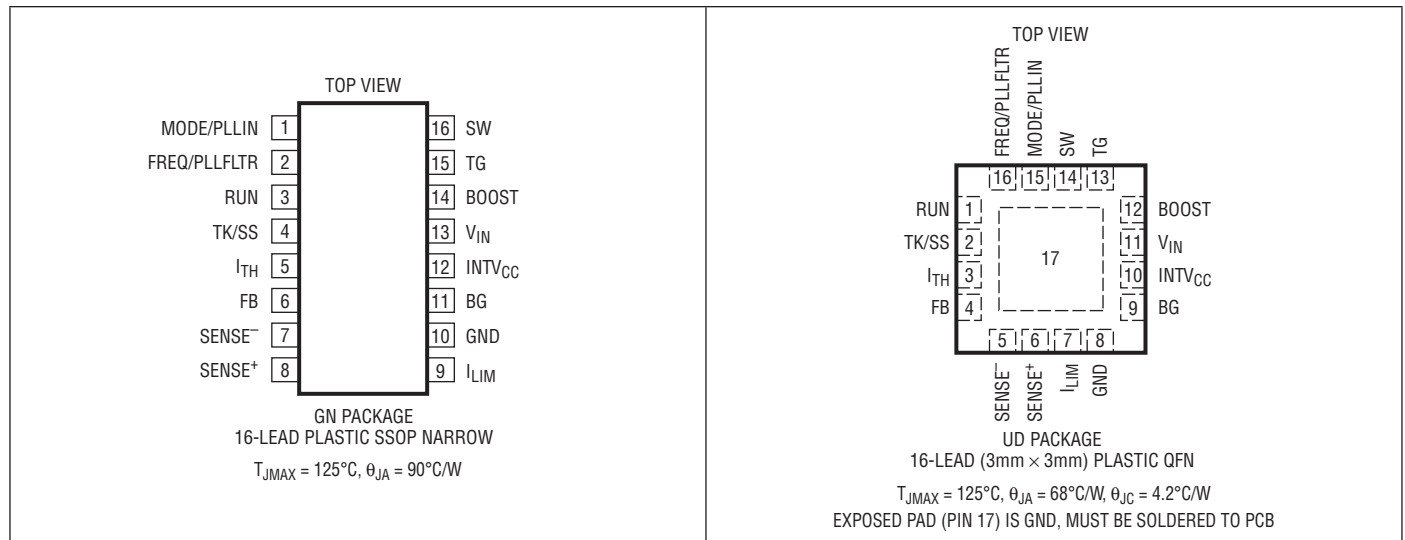 TOP VIEW
MODE/PLLIN 1
FREQ/PLLFLTR 2
RUN 3
TK/SS 4
ITH 5
FB 6
SENSE– 7
SENSE+ 8
16 SW
15 TG
14 BOOST
13 VIN
12 INTVCC
11 BG
10 GND
9 ILIM
GN PACKAGE
16-LEAD PLASTIC SSOP NARROW
TJMAX = 125°C, θJA = 90°C/W
TOP VIEW
FREQ/PLLFLTR
MODE/PLLIN
SW
TG
16 15 14 13
RUN 1
TK/SS 2
ITH 3
FB 4
17
12 BOOST
11 VIN
10 INTVCC
9 BG
5 6 7 8
SENSE–
SENSE+
ILIM
GND
UD PACKAGE
16-LEAD (3mm × 3mm) PLASTIC QFN
TJMAX = 125°C, θJA = 68°C/W, θJC = 4.2°C/W
EXPOSED PAD (PIN 17) IS GND, MUST BE SOLDERED TO PCB